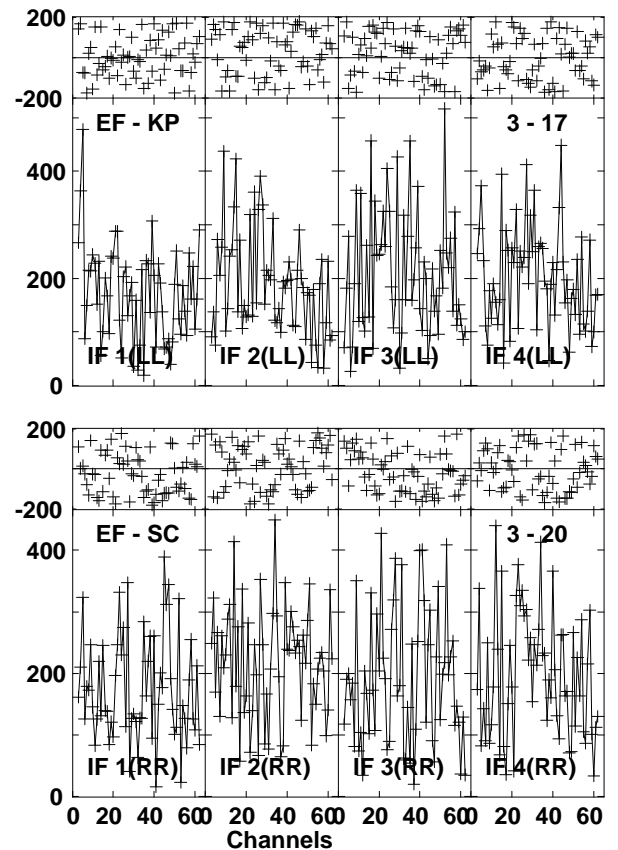 200
-200
EF - KP 3 - 17
400
200
IF 1(LL) IF 2(LL) IF 3(LL) IF 4(LL)
0
200
-200
EF - SC 3 - 20
400
200
IF 1(RR) IF 2(RR) IF 3(RR) IF 4(RR)
0
0 20 40 60 0 20 40 60 0 20 40 60 0 20 40 60
Channels